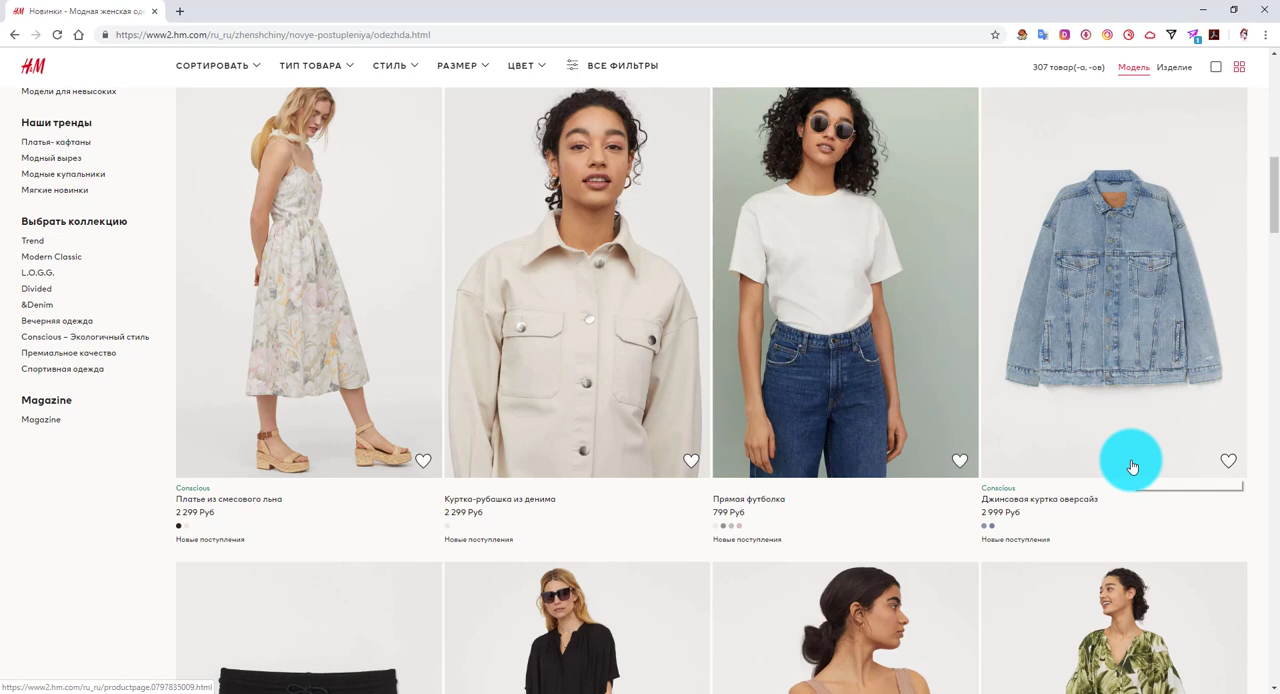 H&M Новинки - Модная женская од
https://www2.hm.com/ru_ru/zhenshchiny/novye-postupleniya/odezhda.html
1
H&M
СОРТИРОВАТЬ ТИП ТОВАРА СТИЛЬ РАЗМЕР ЦВЕТ ВСЕ ФИЛЬТРЫ
307 товар(-а, -ов) Модель Изделие
Модели для невысоких
Наши тренды
Платья- кафтаны
Модный вырез
Модные купальники
Мягкие новинки
Выбрать коллекцию
Trend
Modern Classic
L.O.G.G.
Divided
&Denim
Вечерняя одежда
Conscious – Экологичный стиль
Премиальное качество
Спортивная одежда
Magazine
Magazine
Conscious
Платье из смесового льна
2 299 Руб
Новые поступления
Куртка-рубашка из денима
2 299 Руб
Новые поступления
Прямая футболка
799 Руб
Новые поступления
Conscious
Джинсовая куртка оверсайз
2 999 Руб
Новые поступления
https://www2.hm.com/ru_ru/productpage.0797835009.html